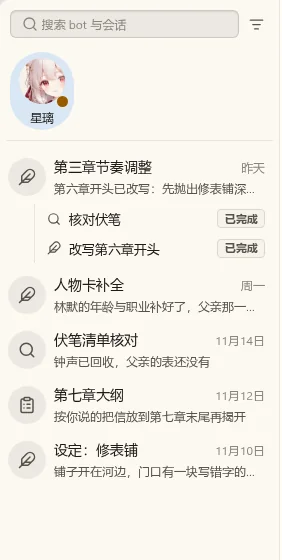 搜索 bot 与会话
星璃
第三章节奏调整
昨天
第六章开头已改写：先抛出修表铺深...
核对伏笔
已完成
改写第六章开头
已完成
人物卡补全
周一
林默的年龄与职业补好了，父亲那一...
伏笔清单核对
11月14日
钟声已回收，父亲的表还没有
第七章大纲
11月12日
按你说的把信放到第七章末尾再揭开
设定：修表铺
11月10日
铺子开在河边，门口有一块写错字的...